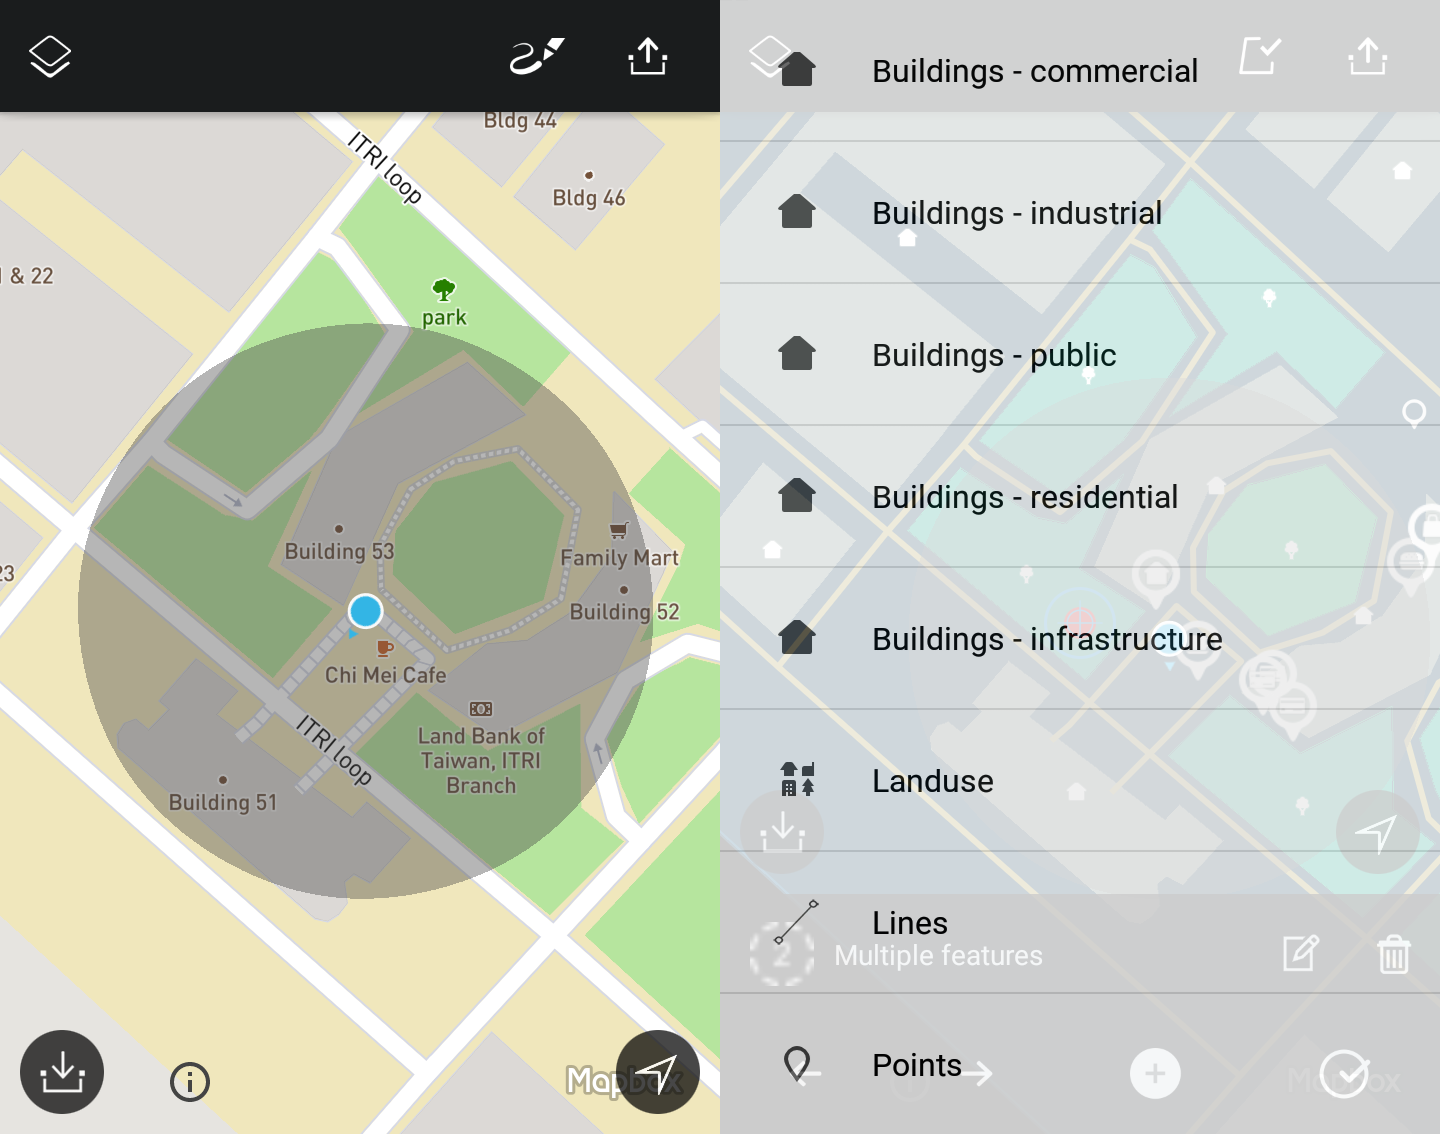 Bldg 44
ITRI loop
Bldg 46
& 22
park
Building 53
Family Mart
23
Building 52
Chi Mei Cafe
Land Bank of
Taiwan, ITRI
Branch
ITRI loop
Building 51
Mapbox
Buildings - commercial
Buildings - industrial
Buildings - public
Buildings - residential
Buildings - infrastructure
Landuse
Lines
2
Multiple features
Points
Mapbox